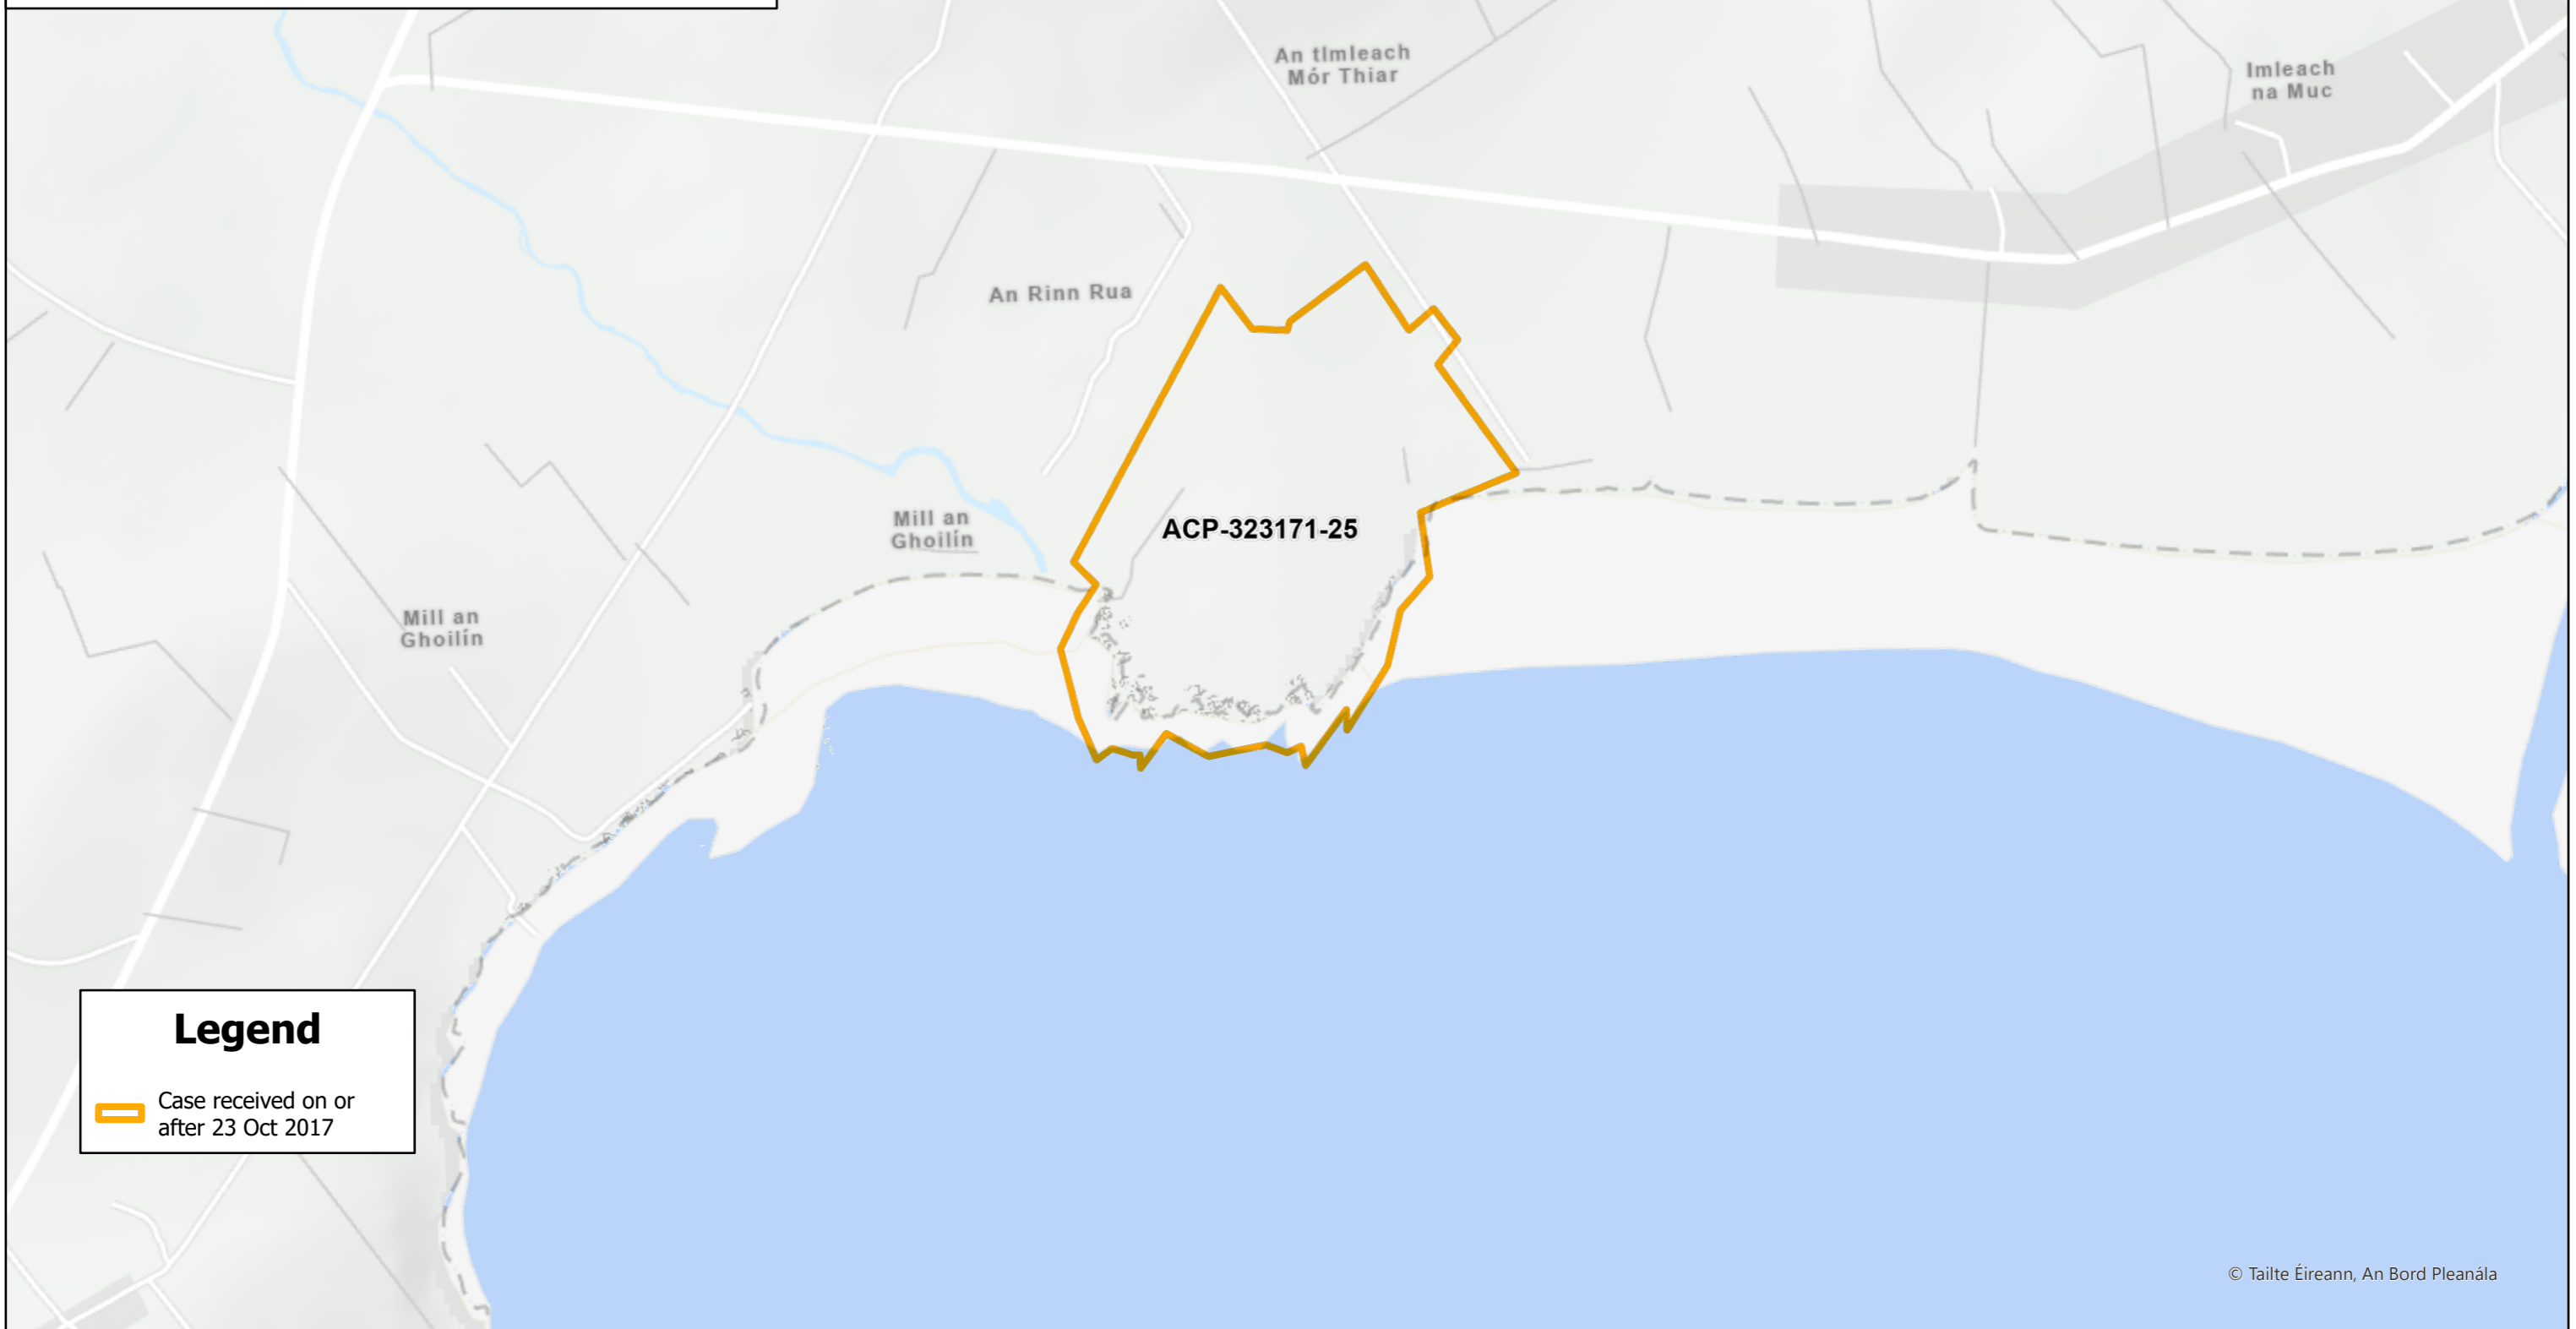 An tImleach
Mór Thiar
Imleach
na Muc
An Rinn Rua
Mill an
Ghoilín
ACP-323171-25
Mill an
Ghoilín
Legend
Case received on or
after 23 Oct 2017
© Tailte Éireann, An Bord Pleanála